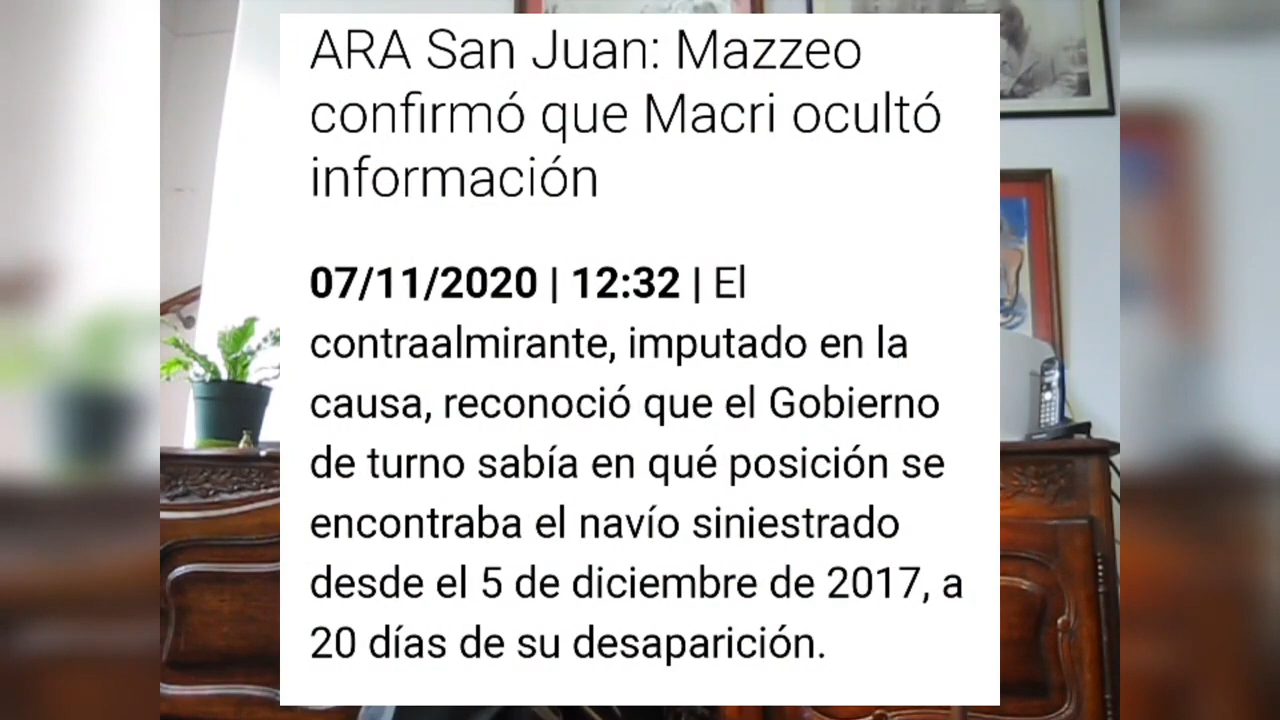 ARA San Juan: Mazzeo
confirmó que Macri ocultó
información
07/11/2020 | 12:32 | El
contraalmirante, imputado en la
causa, reconoció que el Gobierno
de turno sabía en qué posición se
encontraba el navío siniestrado
desde el 5 de diciembre de 2017, a
20 días de su desaparición.